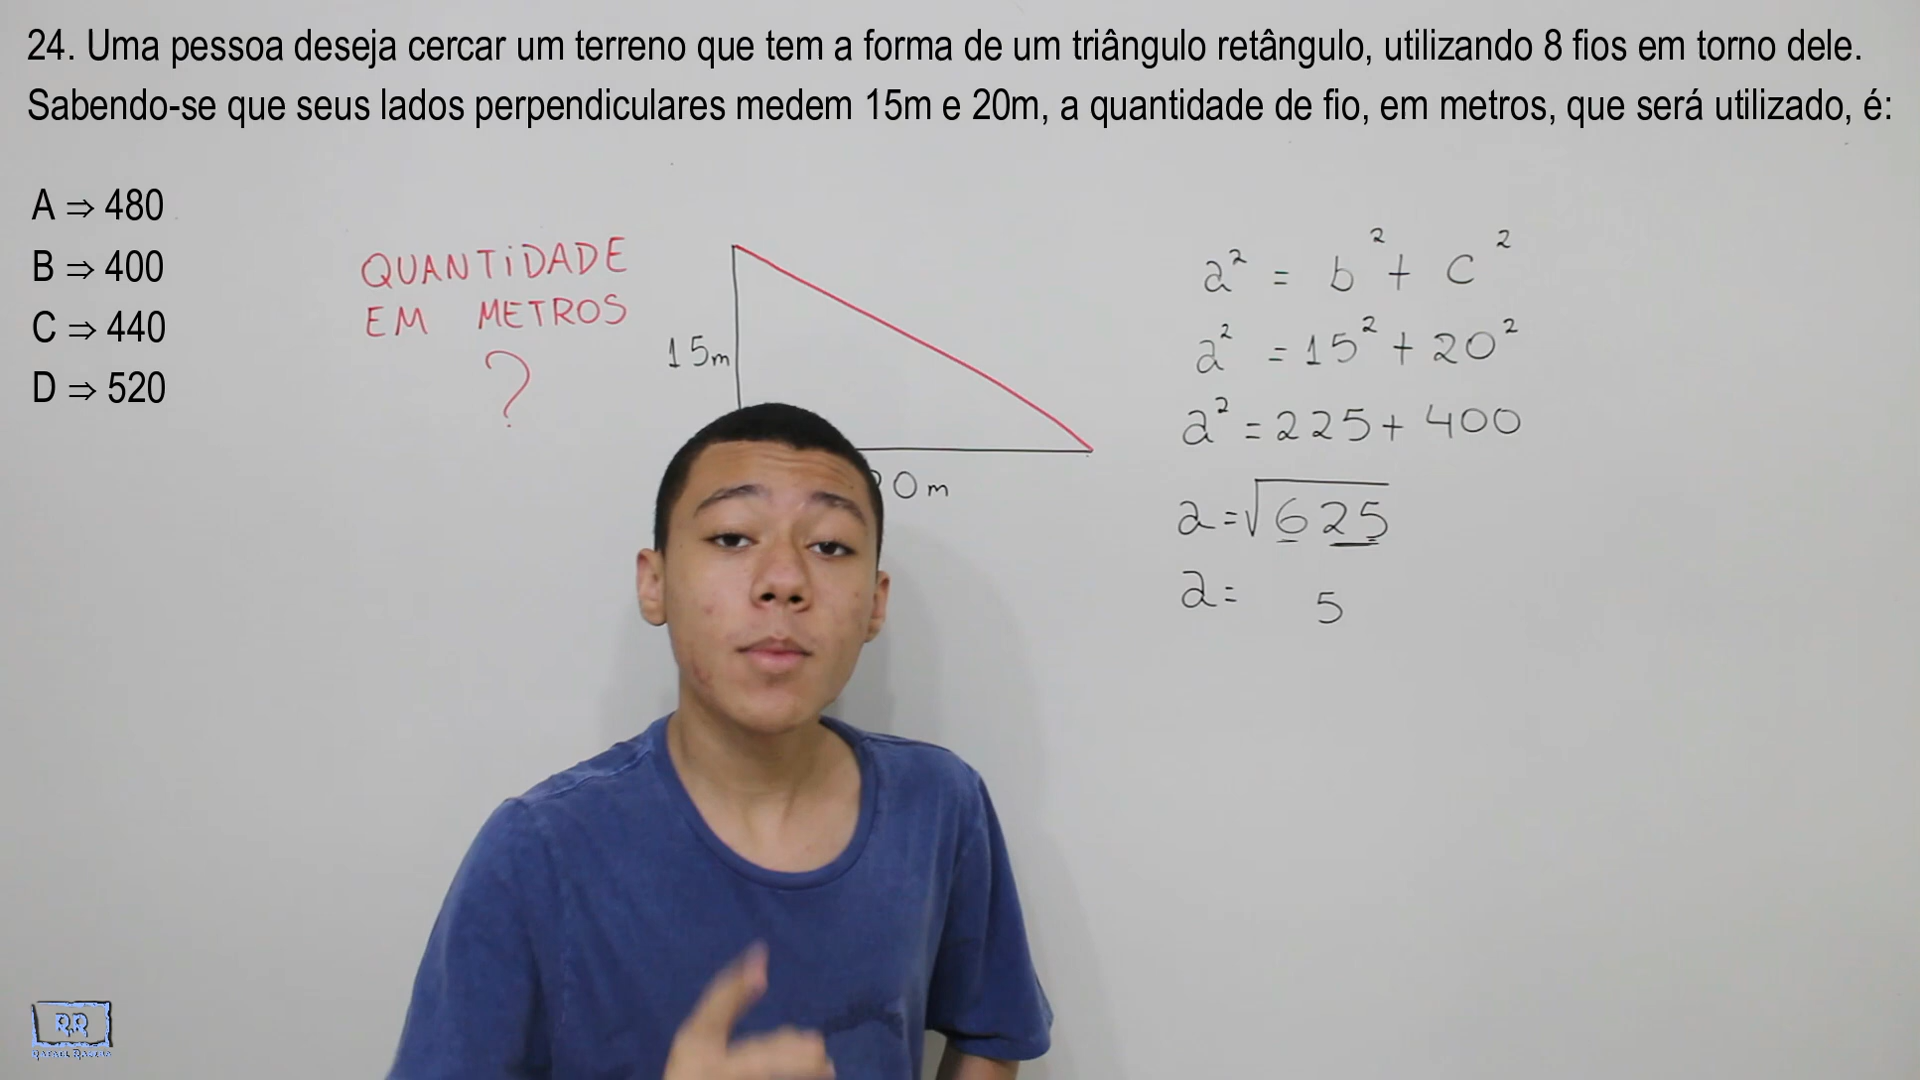 24. Uma pessoa deseja cercar um terreno que tem a forma de um triângulo retângulo, utilizando 8 fios em torno dele.
Sabendo-se que seus lados perpendiculares medem 15m e 20m, a quantidade de fio, em metros, que será utilizado, é:
A ⇒ 480
B ⇒ 400
C ⇒ 440
D ⇒ 520
QUANTiDADE
EM METROS
?
15m
20m
a² = b² + c²
a² = 15² + 20²
a² = 225 + 400
a = √625
a = 5
RR